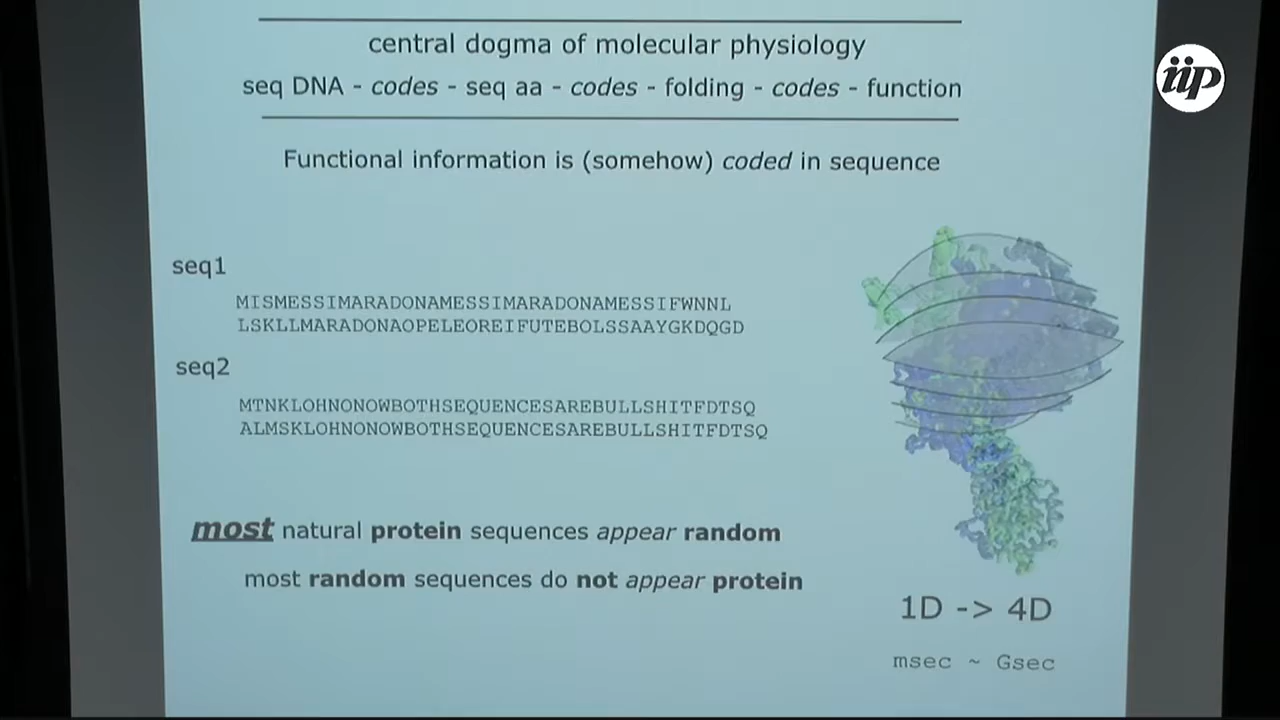 central dogma of molecular physiology
seq DNA - codes - seq aa - codes - folding - codes - function
Functional information is (somehow) coded in sequence
seq1
MISMESSIMARADONAMESSIMARADONAMESSIFWNNL
LSKLLMARADONAOPELEOREIFUTEBOLSSAAYGKDQGD
seq2
MTNKLOHNONOWBOTHSEQUENCESAREBULLSHITFDTSQ
ALMSKLOHNONOWBOTHSEQUENCESAREBULLSHITFDTSQ
most natural protein sequences appear random
most random sequences do not appear protein
1D -> 4D
msec ~ Gsec
iip